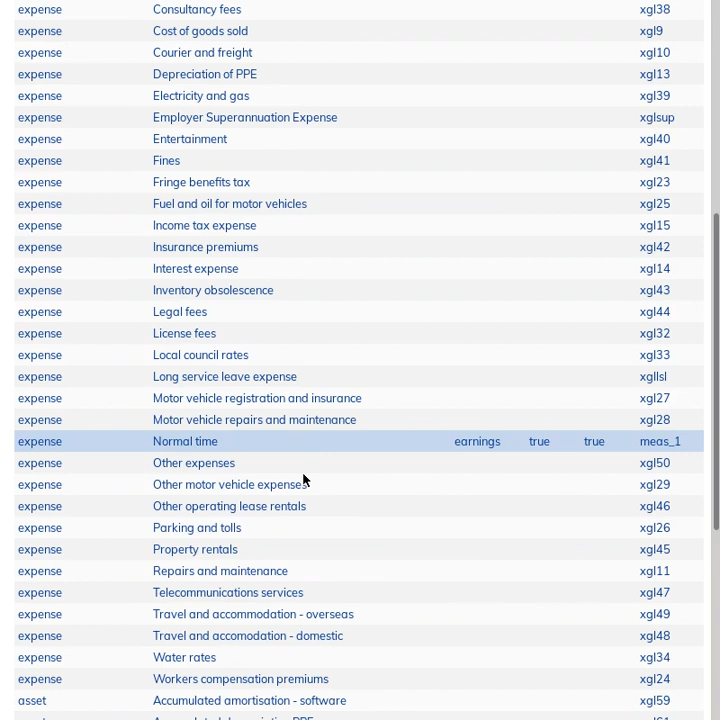 expense Consultancy fees xgl38
expense Cost of goods sold xgl9
expense Courier and freight xgl10
expense Depreciation of PPE xgl13
expense Electricity and gas xgl39
expense Employer Superannuation Expense xglsup
expense Entertainment xgl40
expense Fines xgl41
expense Fringe benefits tax xgl23
expense Fuel and oil for motor vehicles xgl25
expense Income tax expense xgl15
expense Insurance premiums xgl42
expense Interest expense xgl14
expense Inventory obsolescence xgl43
expense Legal fees xgl44
expense License fees xgl32
expense Local council rates xgl33
expense Long service leave expense xgllsl
expense Motor vehicle registration and insurance xgl27
expense Motor vehicle repairs and maintenance xgl28
expense Normal time earnings true true meas_1
expense Other expenses xgl50
expense Other motor vehicle expenses xgl29
expense Other operating lease rentals xgl46
expense Parking and tolls xgl26
expense Property rentals xgl45
expense Repairs and maintenance xgl11
expense Telecommunications services xgl47
expense Travel and accommodation - overseas xgl49
expense Travel and accomodation - domestic xgl48
expense Water rates xgl34
expense Workers compensation premiums xgl24
asset Accumulated amortisation - software xgl59